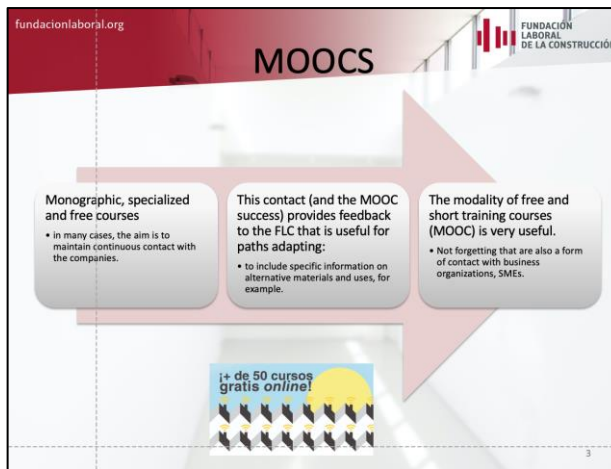 fundacionlaboral.org
FUNDACIÓN
LABORAL
DE LA CONSTRUCCIÓN
MOOCS
Monographic, specialized
and free courses
• in many cases, the aim is to
maintain continuous contact with
the companies.
This contact (and the MOOC
success) provides feedback
to the FLC that is useful for
paths adapting:
• to include specific information on
alternative materials and uses, for
example.
The modality of free and
short training courses
(MOOC) is very useful.
• Not forgetting that are also a form
of contact with business
organizations, SMEs.
¡+ de 50 cursos
gratis online!
3